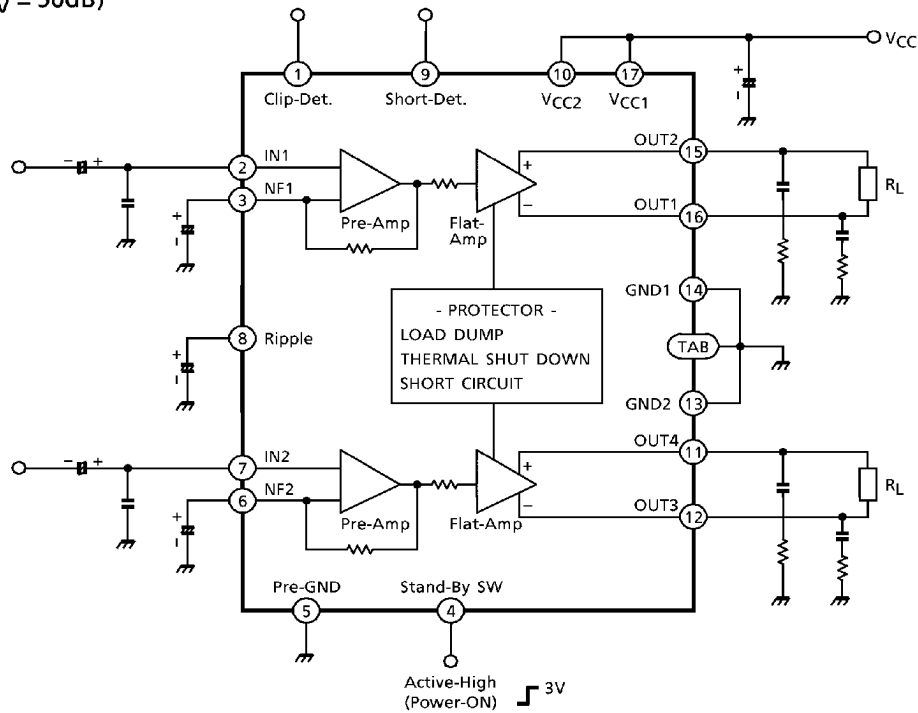 V = 50dB)
1
9
10
17
VCC
Clip-Det.
Short-Det.
VCC2
VCC1
+
-
OUT2
15
- +
2
IN1
3
NF1
Pre-Amp
Flat-
Amp
+
-
OUT1
16
RL
+
-
GND1
14
- PROTECTOR -
LOAD DUMP
THERMAL SHUT DOWN
SHORT CIRCUIT
8
Ripple
+
-
TAB
GND2
13
OUT4
11
- +
7
IN2
6
NF2
Pre-Amp
Flat-Amp
+
-
OUT3
12
RL
+
-
Pre-GND
5
Stand-By SW
4
Active-High
(Power-ON)
3V